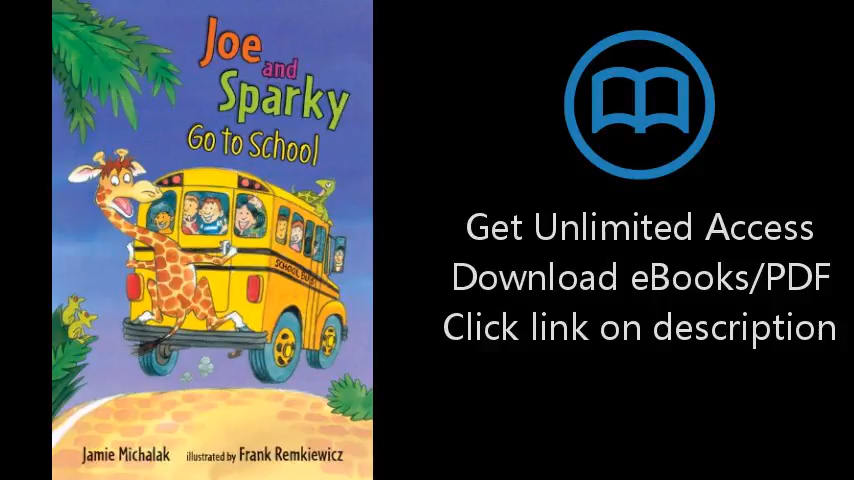 Joe
and
Sparky
Go to School
SCHOOL BUS
Jamie Michalak illustrated by Frank Remkiewicz
Get Unlimited Access
Download eBooks/PDF
Click link on description